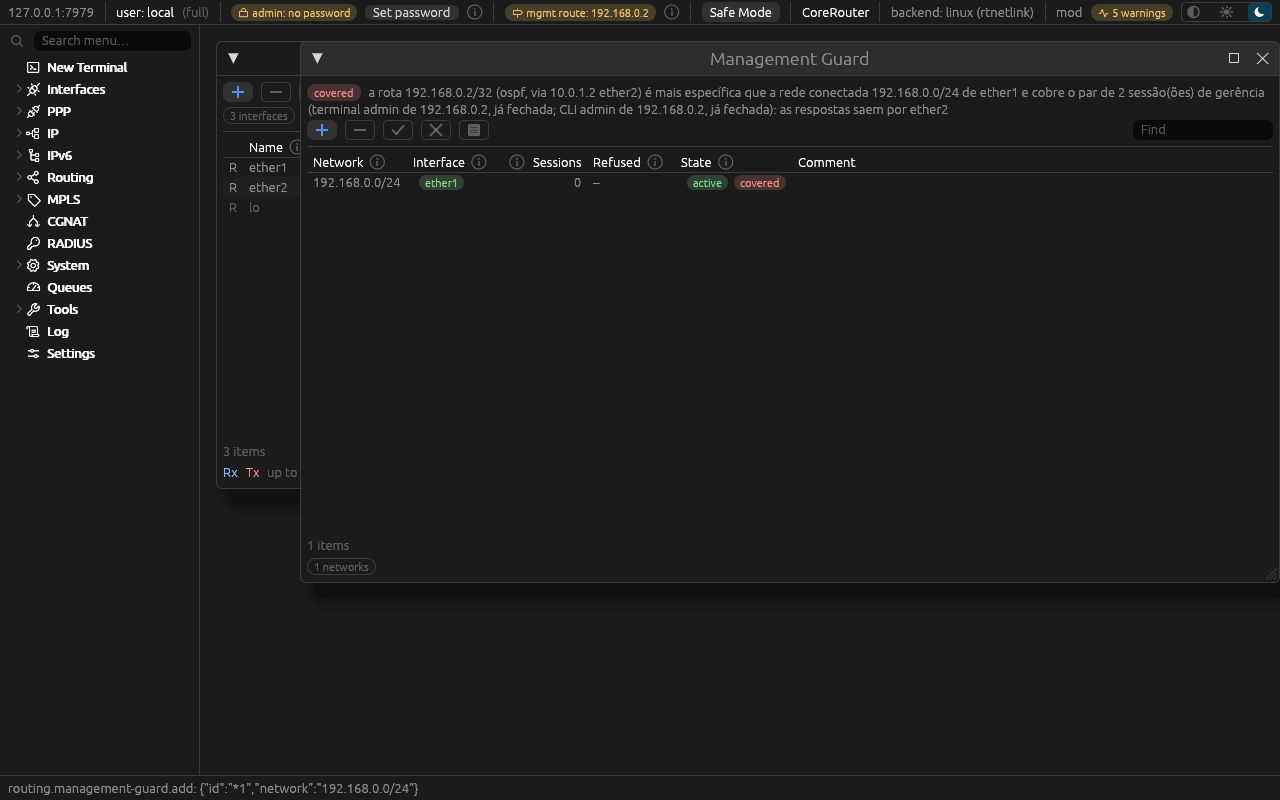 127.0.0.1:7979 user: local (full) admin: no password Set password mgmt route: 192.168.0.2 Safe Mode CoreRouter backend: linux (rtnetlink) mod 5 warnings
Search menu...
New Terminal
Interfaces
PPP
IP
IPv6
Routing
MPLS
CGNAT
RADIUS
System
Queues
Tools
Log
Settings
3 interfaces
Name
R ether1
R ether2
R lo
3 items
Rx Tx up to
Management Guard
covered a rota 192.168.0.2/32 (ospf, via 10.0.1.2 ether2) é mais específica que a rede conectada 192.168.0.0/24 de ether1 e cobre o par de 2 sessão(ões) de gerência
(terminal admin de 192.168.0.2, já fechada; CLI admin de 192.168.0.2, já fechada): as respostas saem por ether2
Find
Network Interface Sessions Refused State Comment
192.168.0.0/24 ether1 0 – active covered
1 items
1 networks
routing.management-guard.add: {"id":"*1","network":"192.168.0.0/24"}